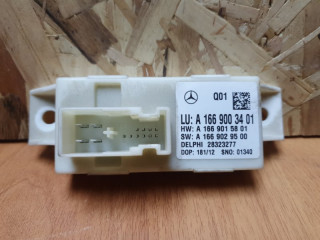 Q01
LU: A 166 900 34 01
HW: A 166 901 58 01
SW: A 166 902 95 00
DELPHI 28323277
DOP: 181/12 SNO: 01340